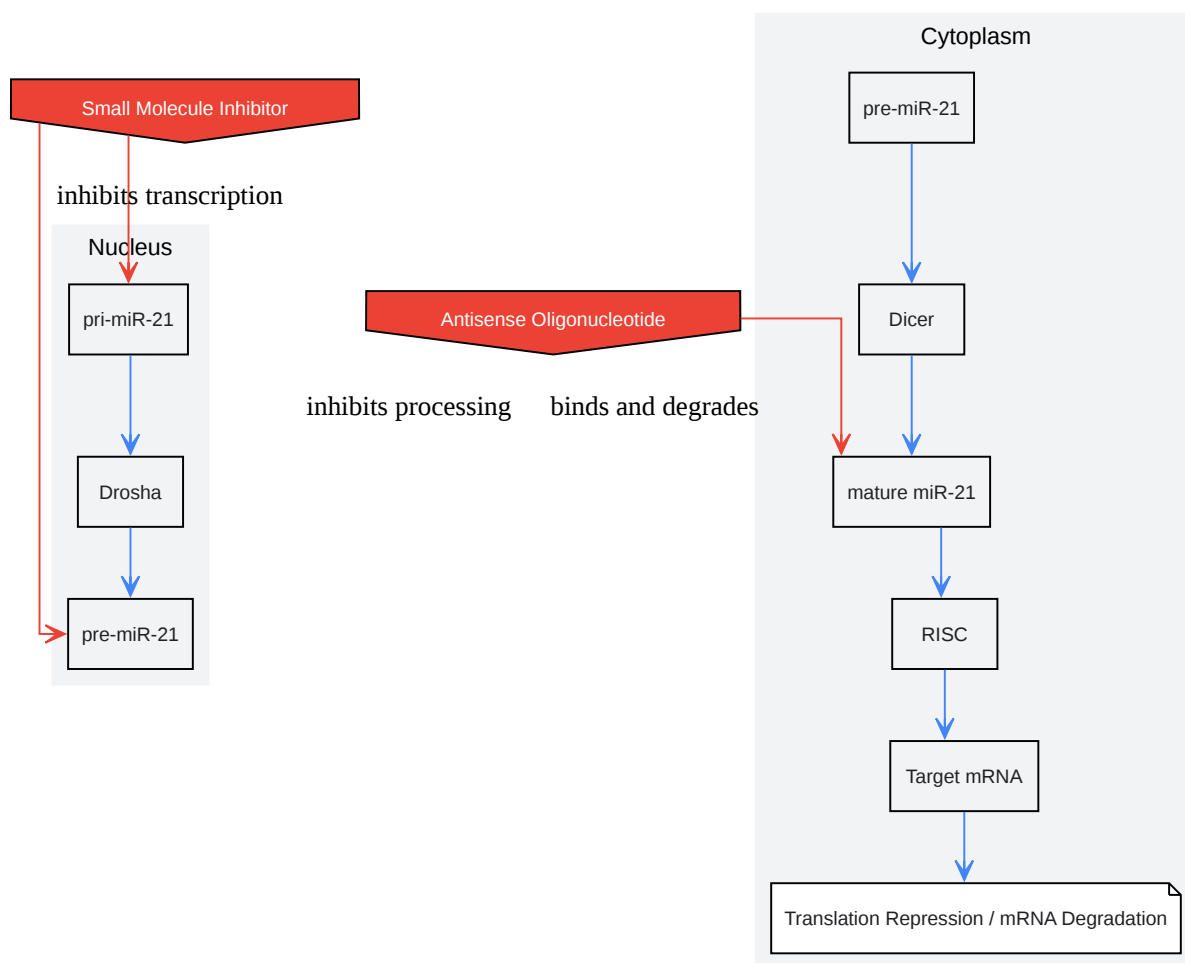 Cytoplasm
Small Molecule Inhibitor
pre-miR-21
inhibits transcription
Nucleus
pri-miR-21
Antisense Oligonucleotide
Dicer
inhibits processing
binds and degrades
Drosha
mature miR-21
pre-miR-21
RISC
Target mRNA
Translation Repression / mRNA Degradation